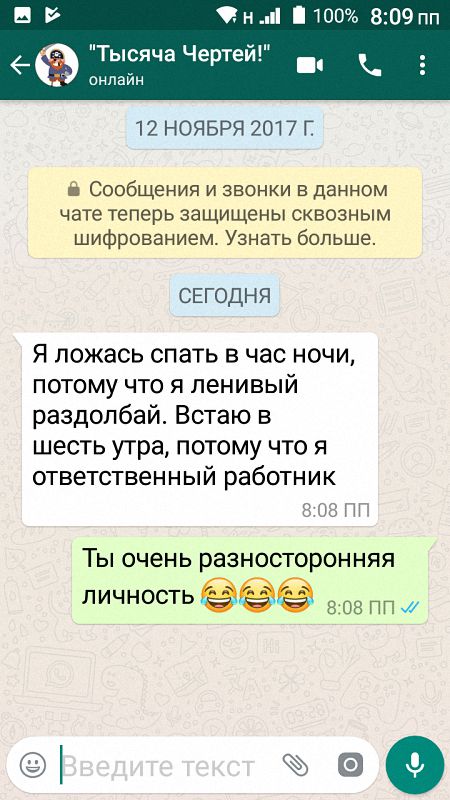 Н 100% 8:09 пп
"Тысяча Чертей!"
онлайн
12 НОЯБРЯ 2017 Г.
Сообщения и звонки в данном
чате теперь защищены сквозным
шифрованием. Узнать больше.
СЕГОДНЯ
Я ложась спать в час ночи,
потому что я ленивый
раздолбай. Встаю в
шесть утра, потому что я
ответственный работник
8:08 ПП
Ты очень разносторонняя
личность 😂😂😂
8:08 ПП
Введите текст